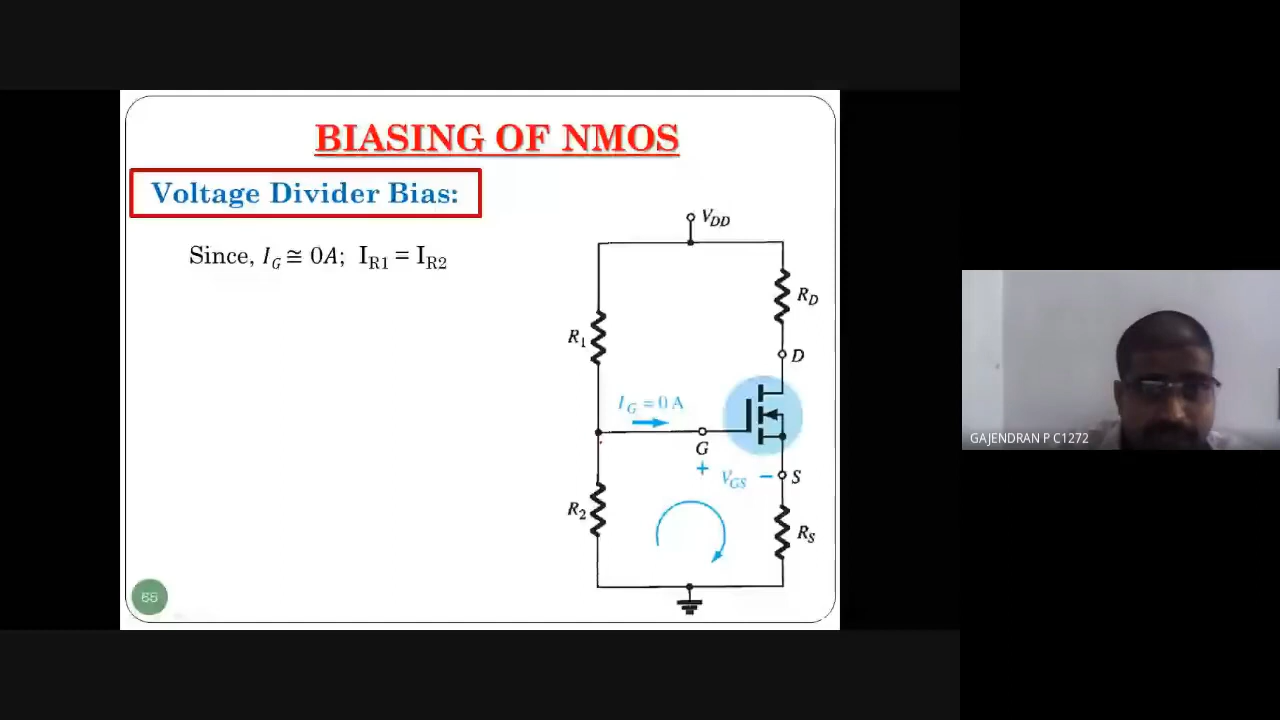 BIASING OF NMOS
Voltage Divider Bias:
Since, I_G ≅ 0A; I_R1 = I_R2
V_DD
R_D
R_1
D
I_G = 0 A
G
+ V_GS − S
R_2
R_S
65
GAJENDRAN P C1272